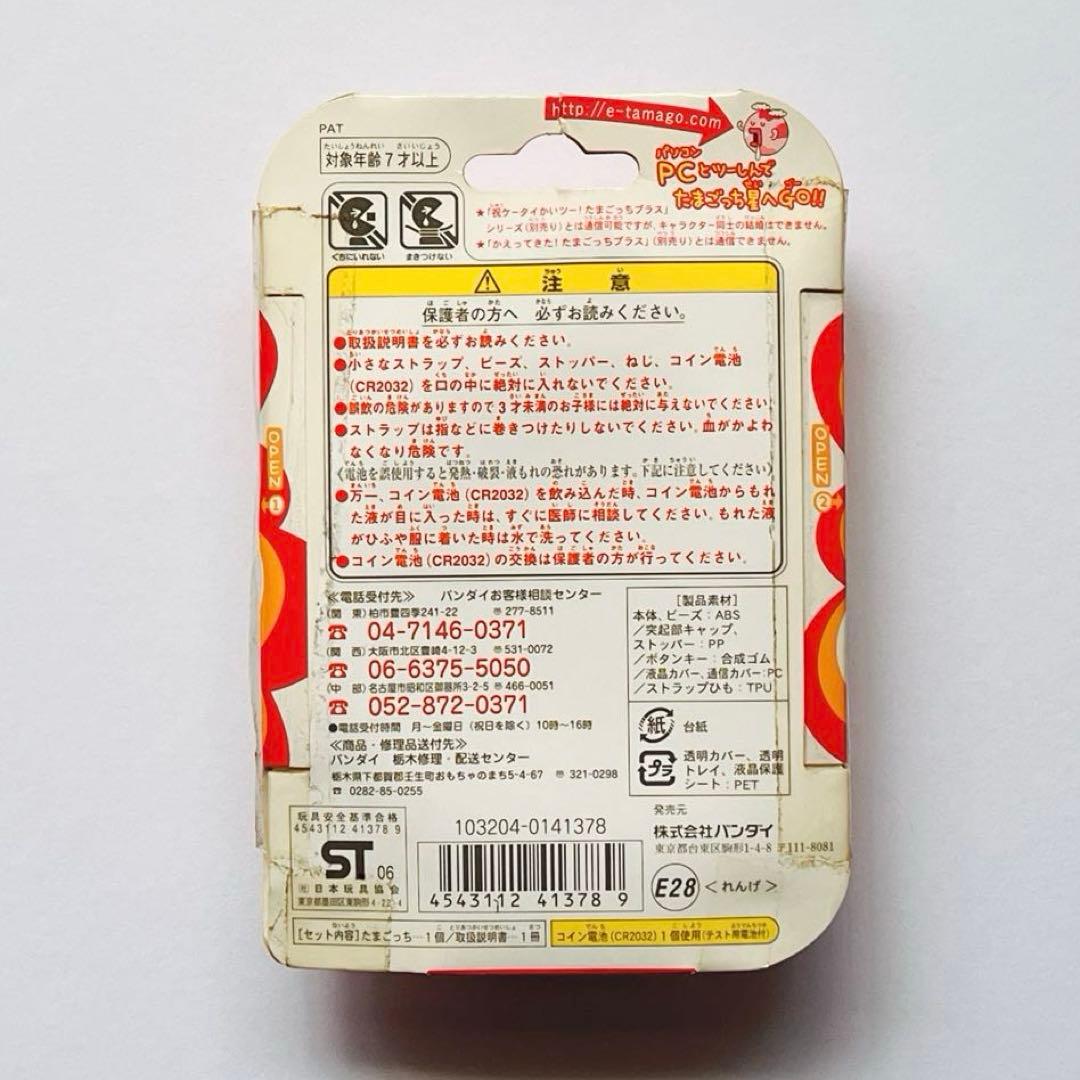 http://e-tamago.com
PAT
たいしょうねんれい さいいじょう
対象年齢7才以上
パソコン
PCとツーしんで
たまごっち星へGO!!
★「祝ケータイかいツー！たまごっちプラス」
シリーズ（別売り）とは通信可能ですが、キャラクター同士の結婚はできません。
★「かえってきた！たまごっちプラス」（別売り）とは通信できません。
くちにいれない
まきつけない
注意
保護者の方へ 必ずお読みください。
●取扱説明書を必ずお読みください。
●小さなストラップ、ビーズ、ストッパー、ねじ、コイン電池
(CR2032)を口の中に絶対に入れないでください。
●誤飲の危険がありますので3才未満のお子様には絶対に与えないでください
●ストラップは指などに巻きつけたりしないでください。血がかよわ
なくなり危険です。
《電池を誤使用すると発熱・破裂・液もれの恐れがあります。下記に注意してください》
●万一、コイン電池(CR2032)を飲み込んだ時、コイン電池からもれ
た液が目に入った時は、すぐに医師に相談してください。もれた液
がひふや服に着いた時は水で洗ってください。
●コイン電池(CR2032)の交換は保護者の方が行ってください。
OPEN
1
OPEN
2
≪電話受付先≫ バンダイお客様相談センター
(関 東)柏市豊四季241-22 〒277-8511
☎ 04-7146-0371
(関 西)大阪市北区豊崎4-12-3 〒531-0072
☎ 06-6375-5050
(中 部)名古屋市昭和区御器所3-2-5 〒466-0051
☎ 052-872-0371
●電話受付時間 月～金曜日（祝日を除く）10時～16時
≪商品・修理品送付先≫
バンダイ 栃木修理・配送センター
栃木県下都賀郡壬生町おもちゃのまち5-4-67 〒321-0298
☎ 0282-85-0255
［製品素材］
本体、ビーズ：ABS
／突起部キャップ、
ストッパー：PP
／ボタンキー：合成ゴム
／液晶カバー、通信カバー：PC
／ストラップひも：TPU
紙 台紙
プラ 透明カバー、透明
トレイ、液晶保護
シート：PET
発売元
株式会社バンダイ
東京都台東区駒形1-4-8 〒111-8081
E28 ＜れんげ＞
玩具安全基準合格
4543112 41378 9
ST 06
㈳日本玩具協会
東京都墨田区東駒形4-22-4
103204-0141378
4543112 41378 9
［セット内容］たまごっち…1個／取扱説明書…1冊
コイン電池(CR2032)1個使用(テスト用電池付)